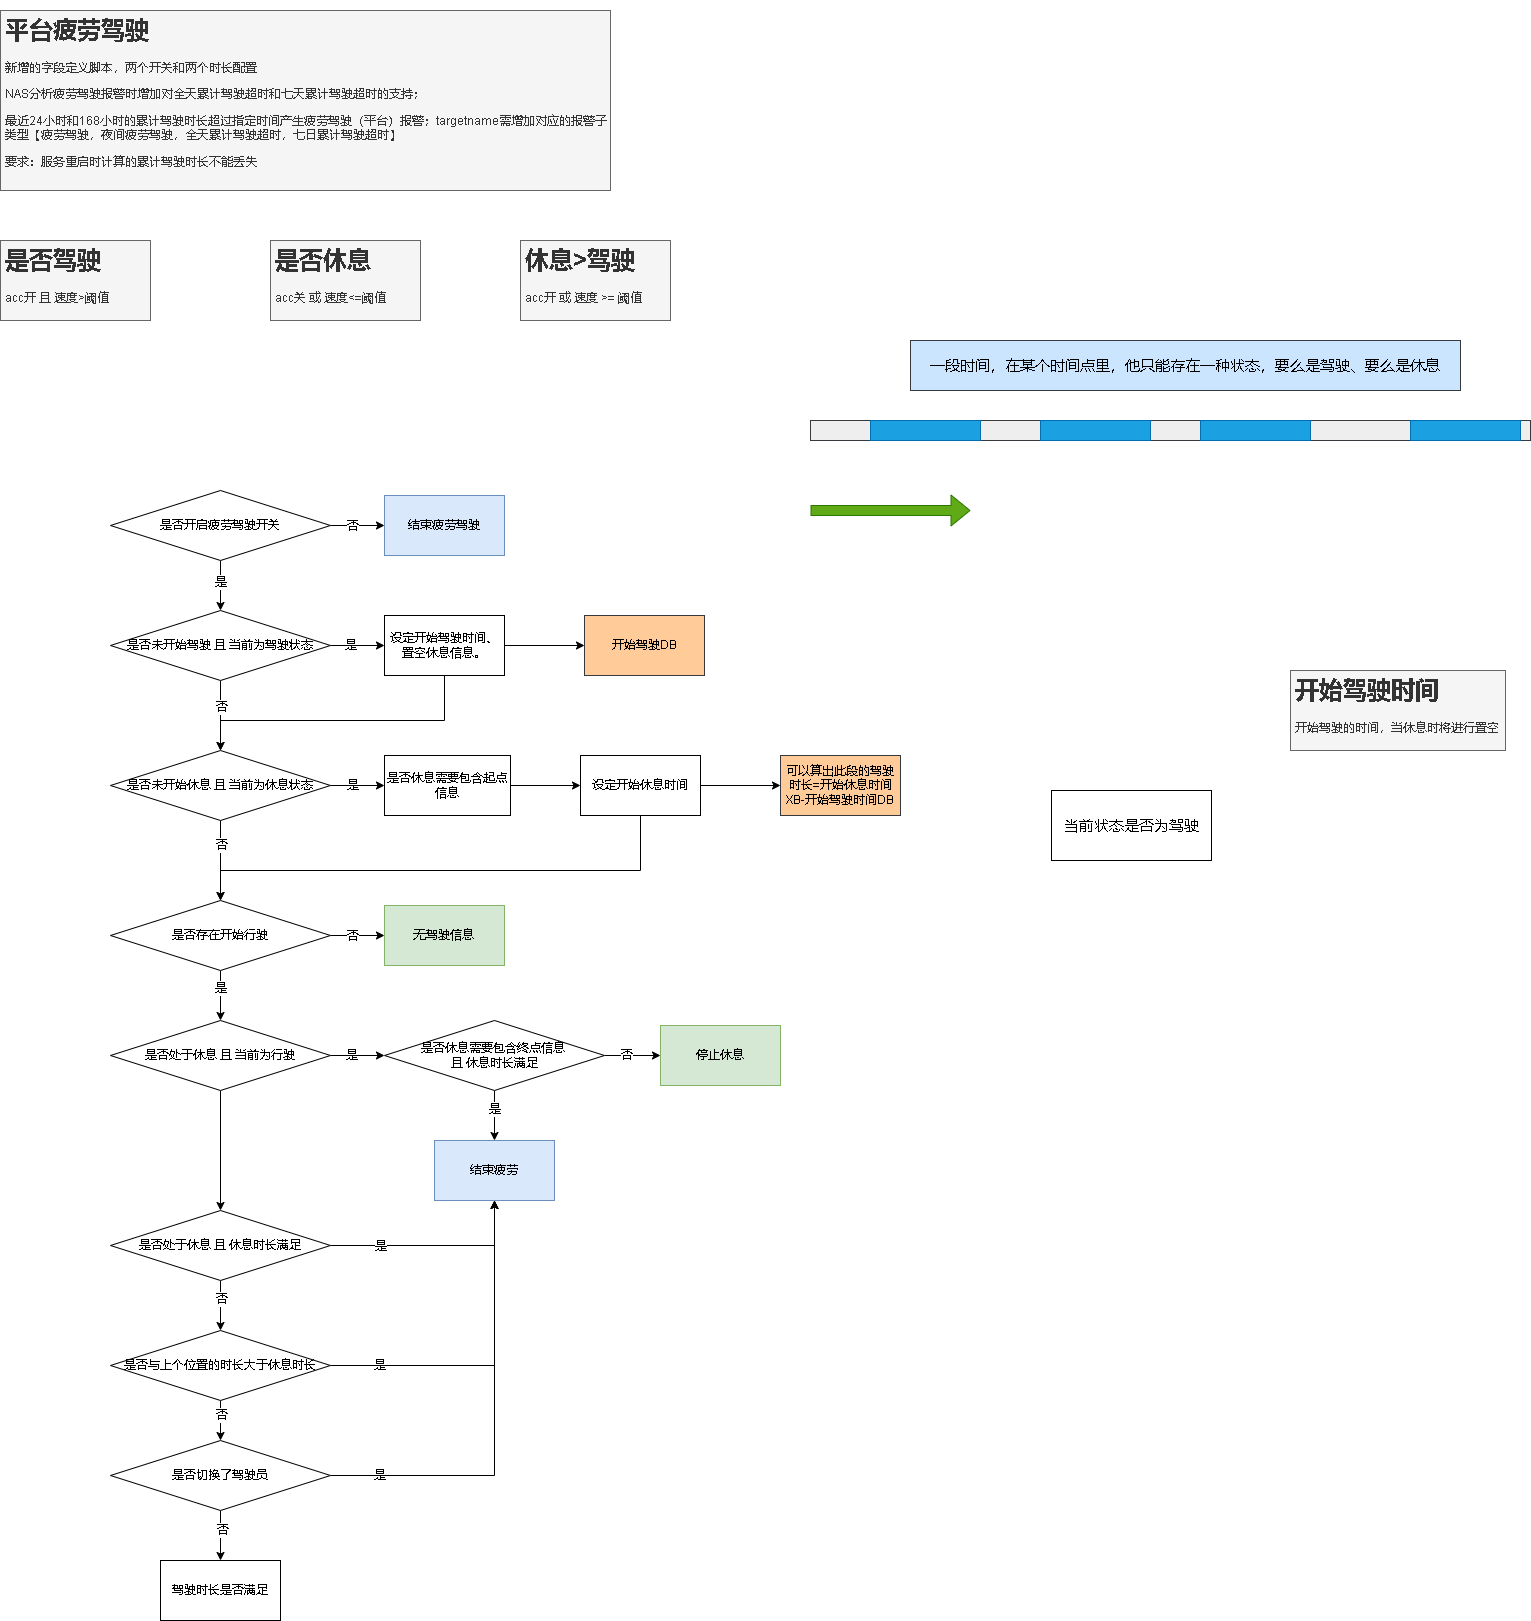 平台疲劳驾驶
新增的字段定义脚本，两个开关和两个时长配置
NAS分析疲劳驾驶报警时增加对全天累计驾驶超时和七天累计驾驶超时的支持；
最近24小时和168小时的累计驾驶时长超过指定时间产生疲劳驾驶（平台）报警；targetname需增加对应的报警子
类型【疲劳驾驶，夜间疲劳驾驶，全天累计驾驶超时，七日累计驾驶超时】
要求：服务重启时计算的累计驾驶时长不能丢失
是否驾驶
acc开 且 速度>阈值
是否休息
acc关 或 速度<=阈值
休息>驾驶
acc开 或 速度 >= 阈值
一段时间，在某个时间点里，他只能存在一种状态，要么是驾驶、要么是休息
是否开启疲劳驾驶开关
否
结束疲劳驾驶
是
是否未开始驾驶 且 当前为驾驶状态
是
设定开始驾驶时间、
置空休息信息。
开始驾驶DB
否
开始驾驶时间
开始驾驶的时间，当休息时将进行置空
是否未开始休息 且 当前为休息状态
是
是否休息需要包含起点
信息
设定开始休息时间
可以算出此段的驾驶
时长=开始休息时间
XB-开始驾驶时间DB
当前状态是否为驾驶
否
是否存在开始行驶
否
无驾驶信息
是
是否处于休息 且 当前为行驶
是
是否休息需要包含终点信息
且 休息时长满足
否
停止休息
是
结束疲劳
是否处于休息 且 休息时长满足
是
否
是否与上个位置的时长大于休息时长
是
否
是否切换了驾驶员
是
否
驾驶时长是否满足